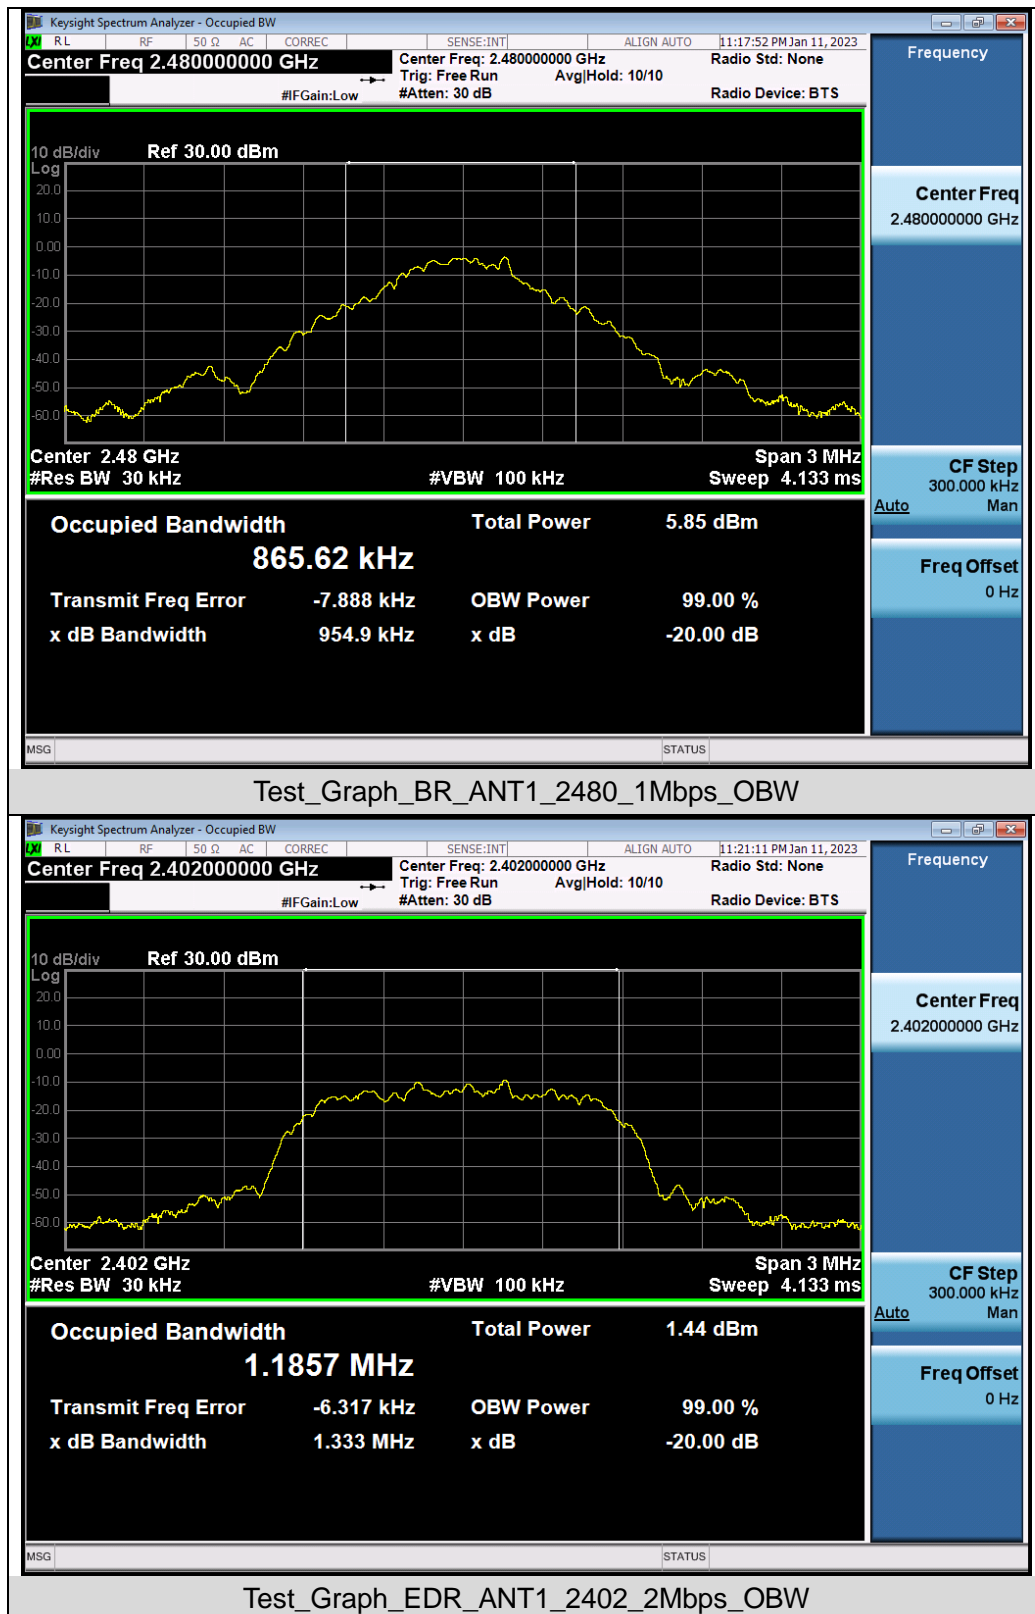 Keysight Spectrum Analyzer - Occupied BW
LXI RL RF 50 Ω AC CORREC SENSE:INT ALIGN AUTO 11:17:52 PM Jan 11, 2023
Center Freq 2.480000000 GHz Center Freq: 2.480000000 GHz Radio Std: None Frequency
Trig: Free Run Avg|Hold: 10/10
#IFGain:Low #Atten: 30 dB Radio Device: BTS
10 dB/div Ref 30.00 dBm
Log
20.0
10.0
0.00
-10.0
-20.0
-30.0
-40.0
-50.0
-60.0
Center Freq
2.480000000 GHz
Center 2.48 GHz Span 3 MHz
#Res BW 30 kHz #VBW 100 kHz Sweep 4.133 ms
CF Step
300.000 kHz
Auto Man
Occupied Bandwidth Total Power 5.85 dBm
865.62 kHz
Freq Offset
0 Hz
Transmit Freq Error -7.888 kHz OBW Power 99.00 %
x dB Bandwidth 954.9 kHz x dB -20.00 dB
MSG STATUS
Test_Graph_BR_ANT1_2480_1Mbps_OBW
Keysight Spectrum Analyzer - Occupied BW
LXI RL RF 50 Ω AC CORREC SENSE:INT ALIGN AUTO 11:21:11 PM Jan 11, 2023
Center Freq 2.402000000 GHz Center Freq: 2.402000000 GHz Radio Std: None Frequency
Trig: Free Run Avg|Hold: 10/10
#IFGain:Low #Atten: 30 dB Radio Device: BTS
10 dB/div Ref 30.00 dBm
Log
20.0
10.0
0.00
-10.0
-20.0
-30.0
-40.0
-50.0
-60.0
Center Freq
2.402000000 GHz
Center 2.402 GHz Span 3 MHz
#Res BW 30 kHz #VBW 100 kHz Sweep 4.133 ms
CF Step
300.000 kHz
Auto Man
Occupied Bandwidth Total Power 1.44 dBm
1.1857 MHz
Freq Offset
0 Hz
Transmit Freq Error -6.317 kHz OBW Power 99.00 %
x dB Bandwidth 1.333 MHz x dB -20.00 dB
MSG STATUS
Test_Graph_EDR_ANT1_2402_2Mbps_OBW